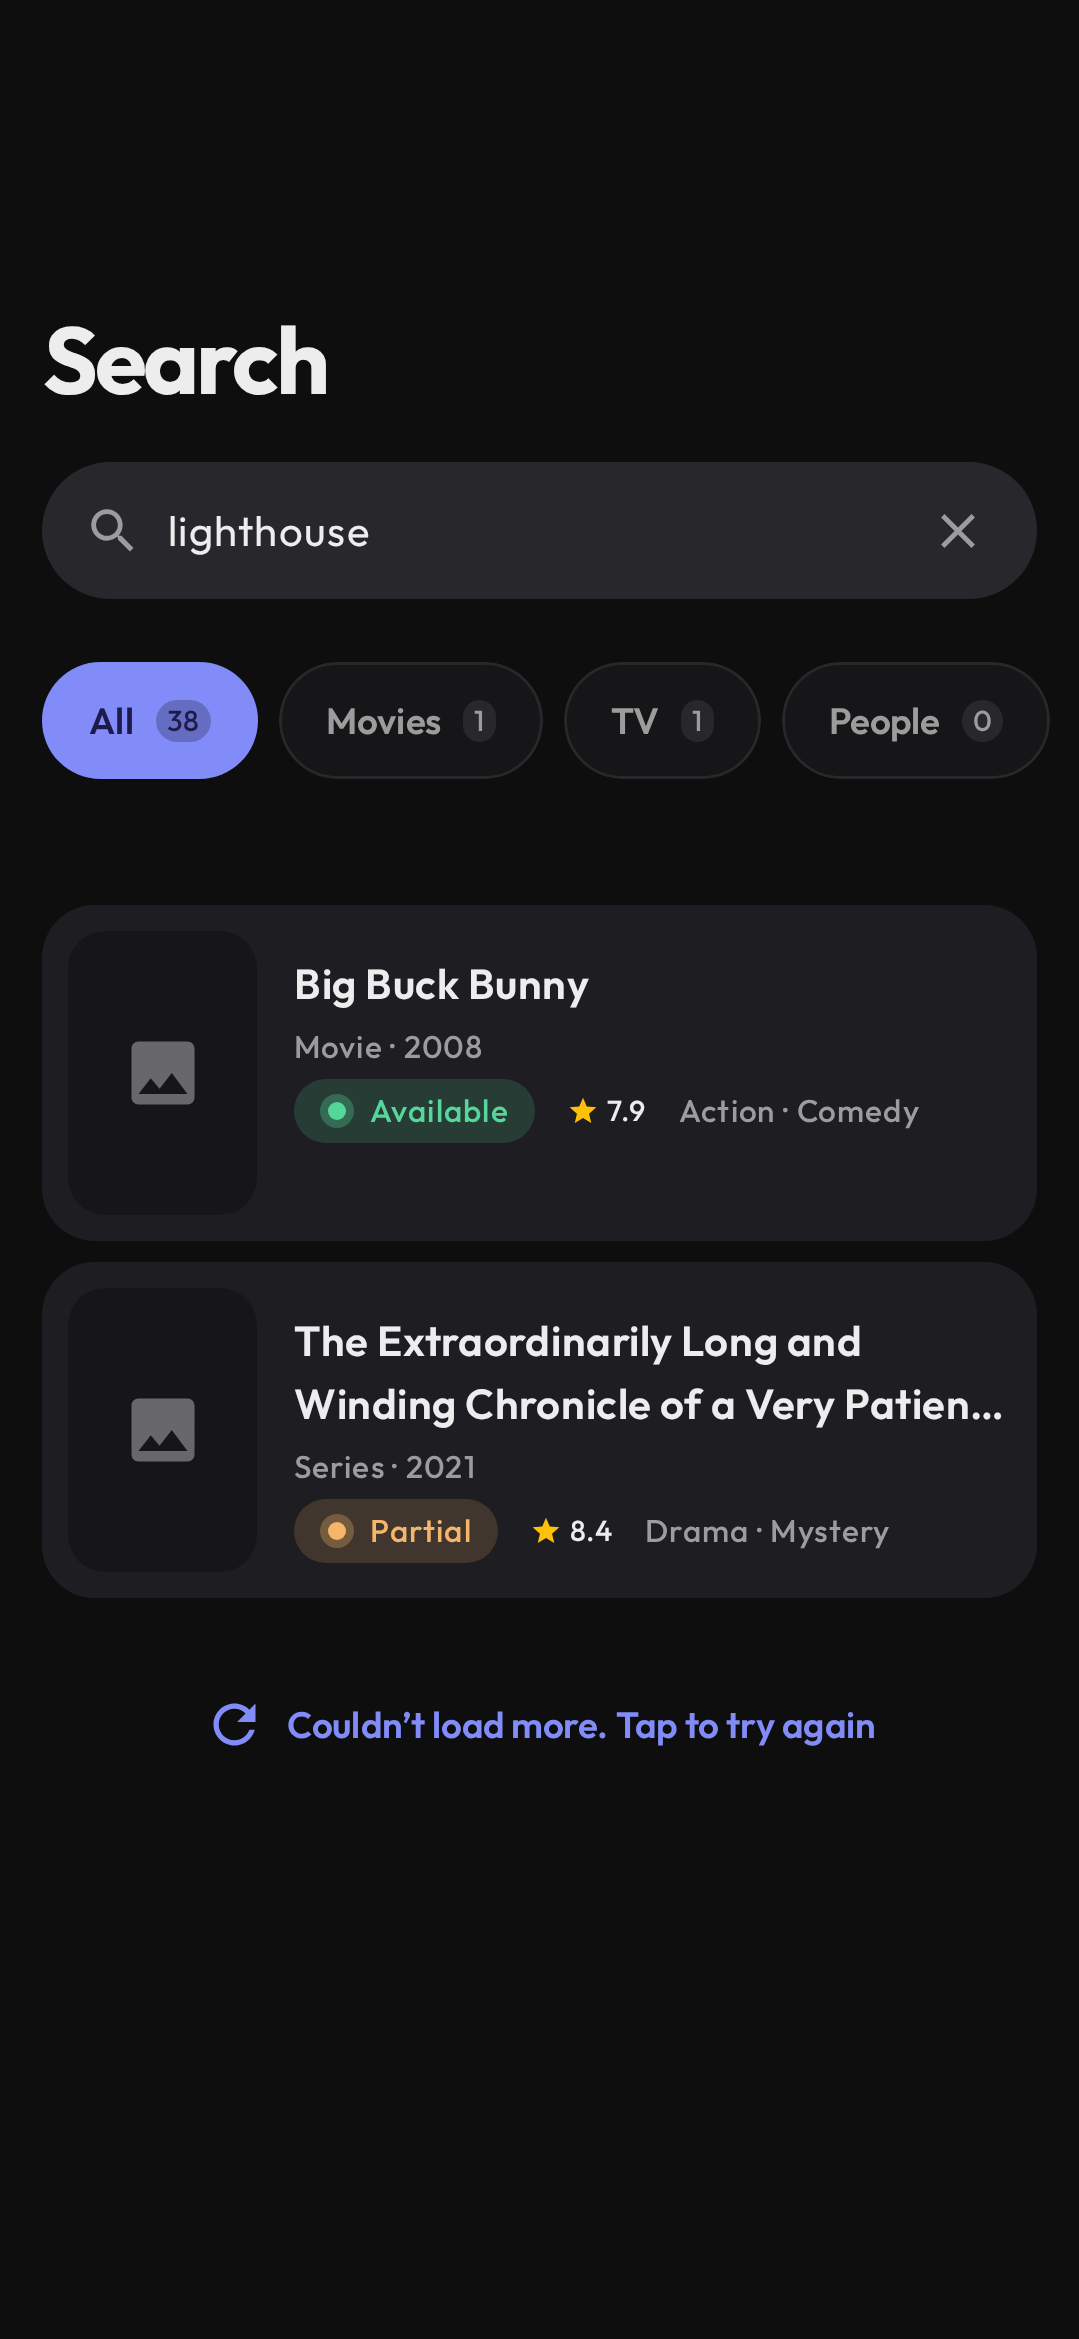 Search
lighthouse
All 38 Movies 1 TV 1 People 0
Big Buck Bunny
Movie · 2008
Available 7.9 Action · Comedy
The Extraordinarily Long and
Winding Chronicle of a Very Patien...
Series · 2021
Partial 8.4 Drama · Mystery
Couldn’t load more. Tap to try again